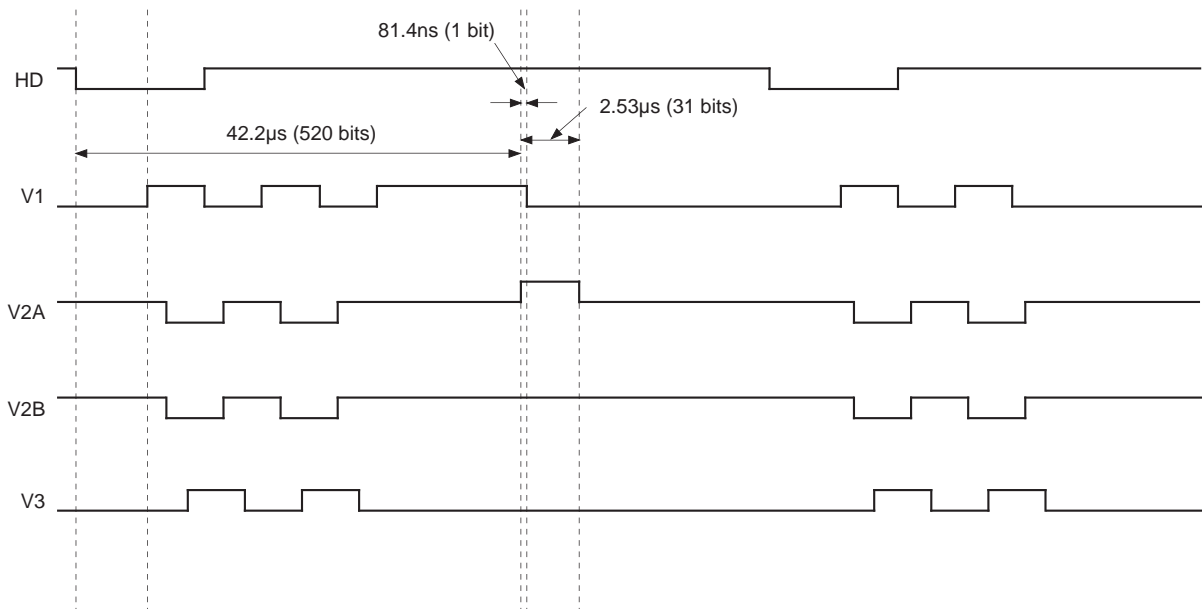 81.4ns (1 bit)
HD
2.53µs (31 bits)
42.2µs (520 bits)
V1
V2A
V2B
V3